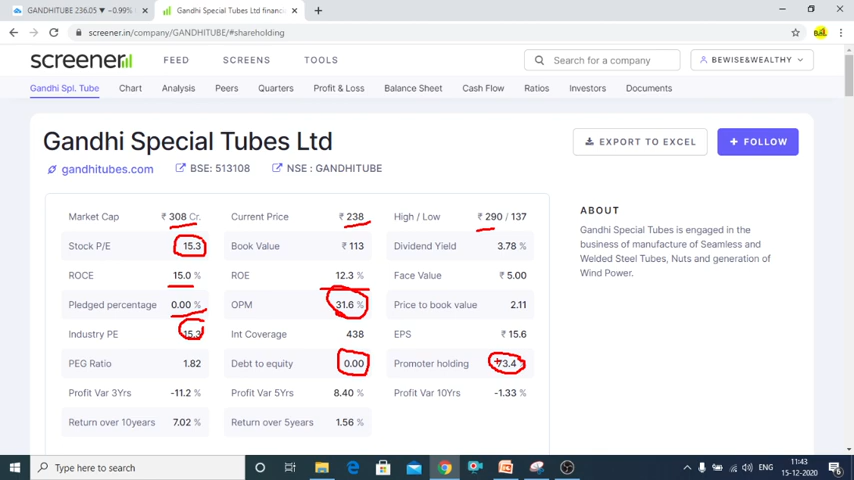 GANDHITUBE 236.05 ▼ −0.99%
Gandhi Special Tubes Ltd financ
screener.in/company/GANDHITUBE/#shareholding
screener
FEED SCREENS TOOLS
Search for a company
BEWISE&WEALTHY
Gandhi Spl. Tube Chart Analysis Peers Quarters Profit & Loss Balance Sheet Cash Flow Ratios Investors Documents
Gandhi Special Tubes Ltd
EXPORT TO EXCEL
+ FOLLOW
gandhitubes.com BSE: 513108 NSE : GANDHITUBE
Market Cap ₹ 308 Cr. Current Price ₹ 238 High / Low ₹ 290 / 137
Stock P/E 15.3 Book Value ₹ 113 Dividend Yield 3.78 %
ROCE 15.0 % ROE 12.3 % Face Value ₹ 5.00
Pledged percentage 0.00 % OPM 31.6 % Price to book value 2.11
Industry PE 15.3 Int Coverage 438 EPS ₹ 15.6
PEG Ratio 1.82 Debt to equity 0.00 Promoter holding 73.4 %
Profit Var 3Yrs -11.2 % Profit Var 5Yrs 8.40 % Profit Var 10Yrs -1.33 %
Return over 10years 7.02 % Return over 5years 1.56 %
ABOUT
Gandhi Special Tubes is engaged in the
business of manufacture of Seamless and
Welded Steel Tubes, Nuts and generation of
Wind Power.
Type here to search
ENG
11:43
15-12-2020